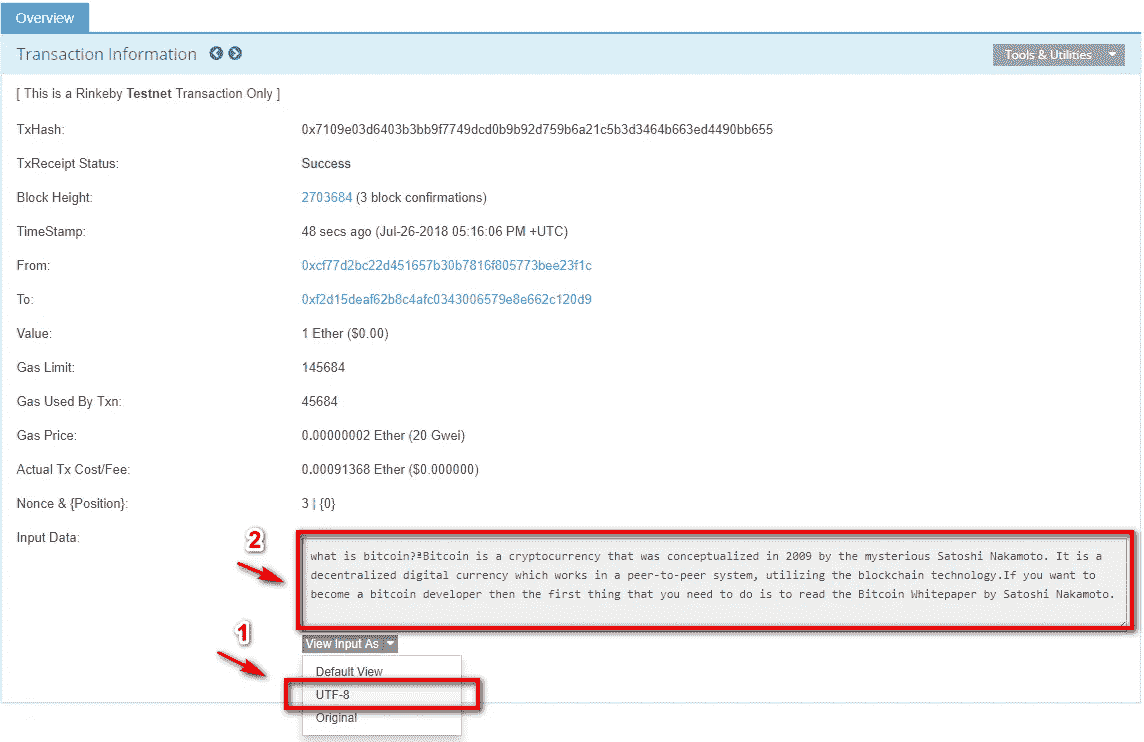 Overview
Transaction Information
Tools & Utilities
[ This is a Rinkeby Testnet Transaction Only ]
TxHash: 0x7109e03d6403b3bb9f7749dcd0b9b92d759b6a21c5b3d3464b663ed4490bb655
TxReceipt Status: Success
Block Height: 2703684 (3 block confirmations)
TimeStamp: 48 secs ago (Jul-26-2018 05:16:06 PM +UTC)
From: 0xcf77d2bc22d451657b30b7816f805773bee23f1c
To: 0xf2d15deaf62b8c4afc0343006579e8e662c120d9
Value: 1 Ether ($0.00)
Gas Limit: 145684
Gas Used By Txn: 45684
Gas Price: 0.00000002 Ether (20 Gwei)
Actual Tx Cost/Fee: 0.00091368 Ether ($0.000000)
Nonce & {Position}: 3 | {0}
Input Data:
2
what is bitcoin?ªBitcoin is a cryptocurrency that was conceptualized in 2009 by the mysterious Satoshi Nakamoto. It is a
decentralized digital currency which works in a peer-to-peer system, utilizing the blockchain technology.If you want to
become a bitcoin developer then the first thing that you need to do is to read the Bitcoin Whitepaper by Satoshi Nakamoto.
1
View Input As
Default View
UTF-8
Original